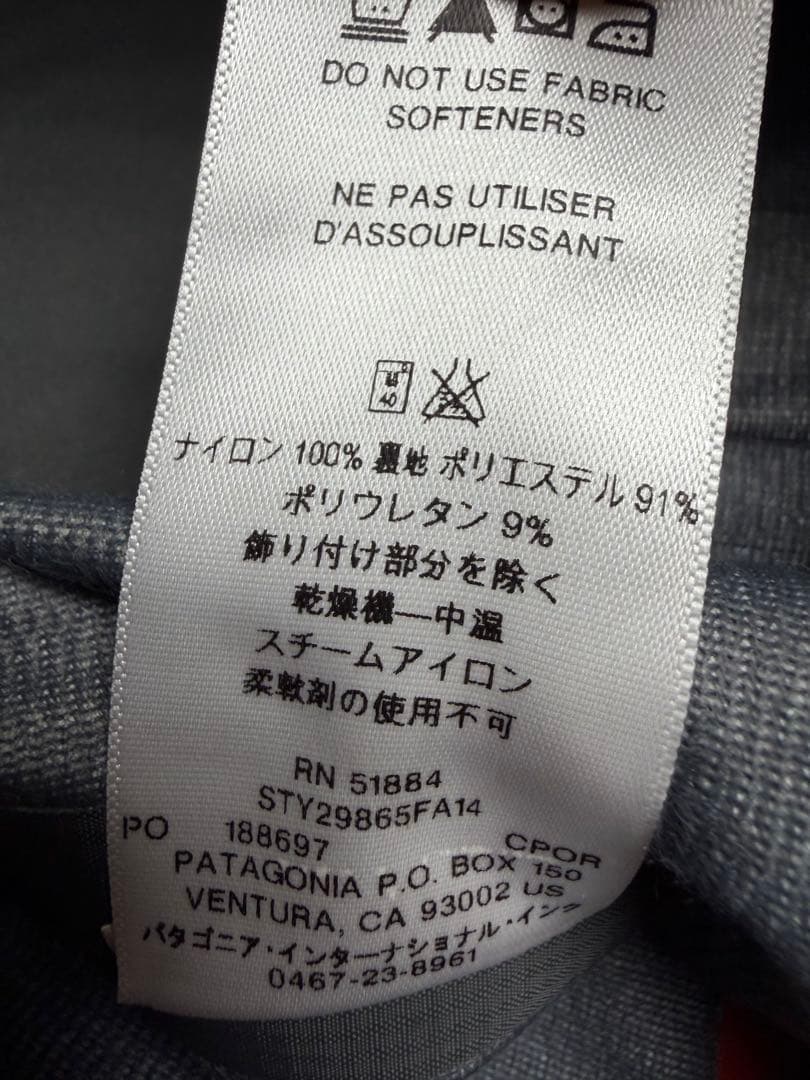 DO NOT USE FABRIC
SOFTENERS
NE PAS UTILISER
D'ASSOUPLISSANT
40
ナイロン 100% 裏地 ポリエステル 91%
ポリウレタン 9%
飾り付け部分を除く
乾燥機—中温
スチームアイロン
柔軟剤の使用不可
RN 51884
STY29865FA14
PO 188697 CPOR
PATAGONIA P.O. BOX 150
VENTURA, CA 93002 US
パタゴニア・インターナショナル・インク
0467-23-8961